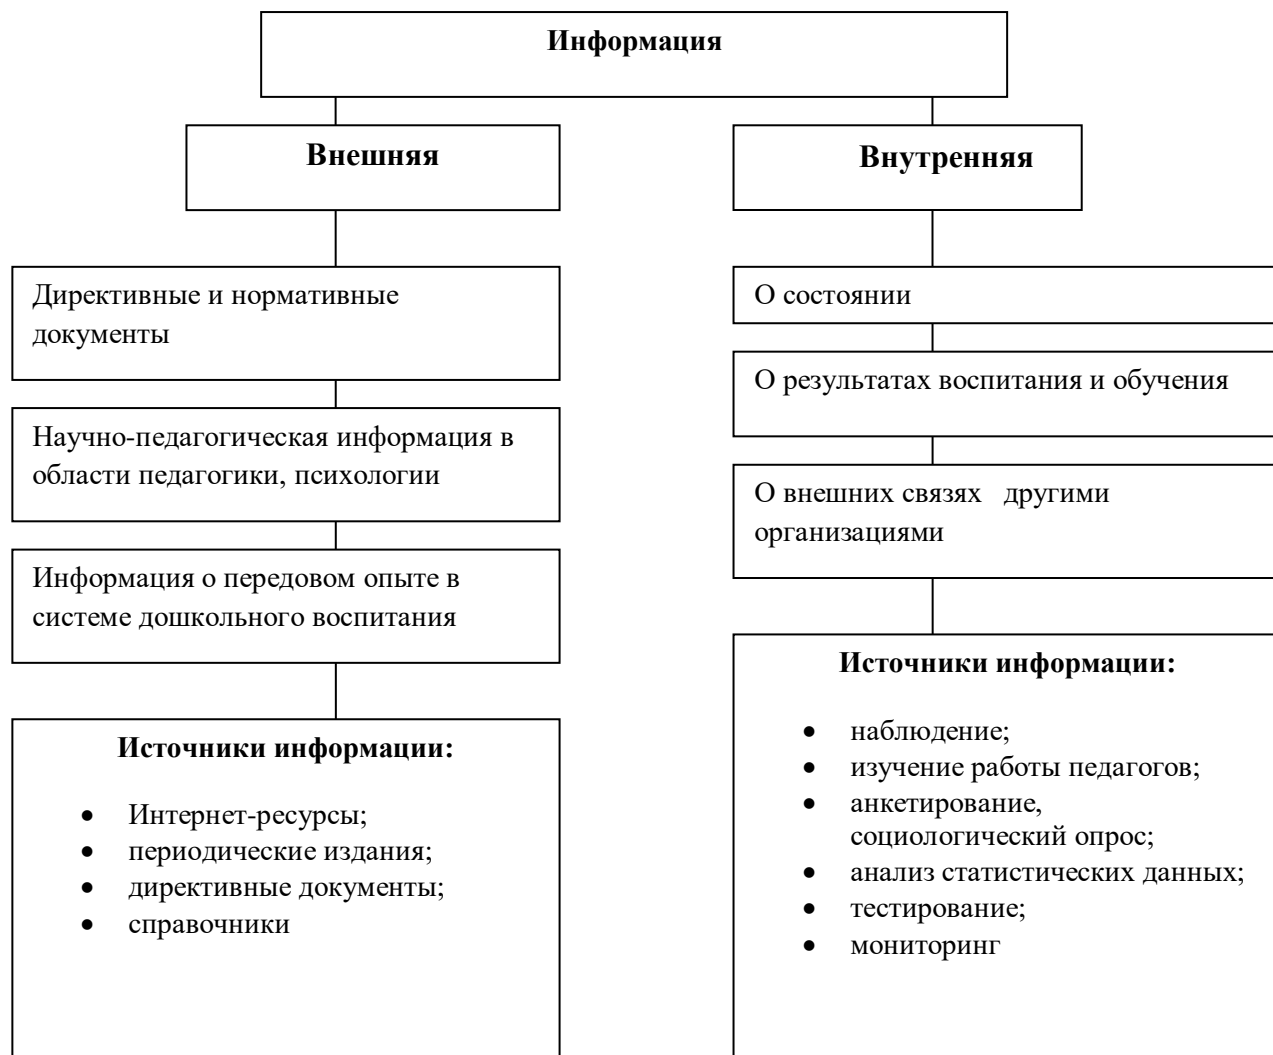 Информация
Внешняя
Директивные и нормативные
документы
Научно-педагогическая информация в
области педагогики, психологии
Информация о передовом опыте в
системе дошкольного воспитания
Источники информации:
• Интернет-ресурсы;
• периодические издания;
• директивные документы;
• справочники
Внутренняя
О состоянии
О результатах воспитания и обучения
О внешних связях   другими
организациями
Источники информации:
• наблюдение;
• изучение работы педагогов;
• анкетирование,
социологический опрос;
• анализ статистических данных;
• тестирование;
• мониторинг